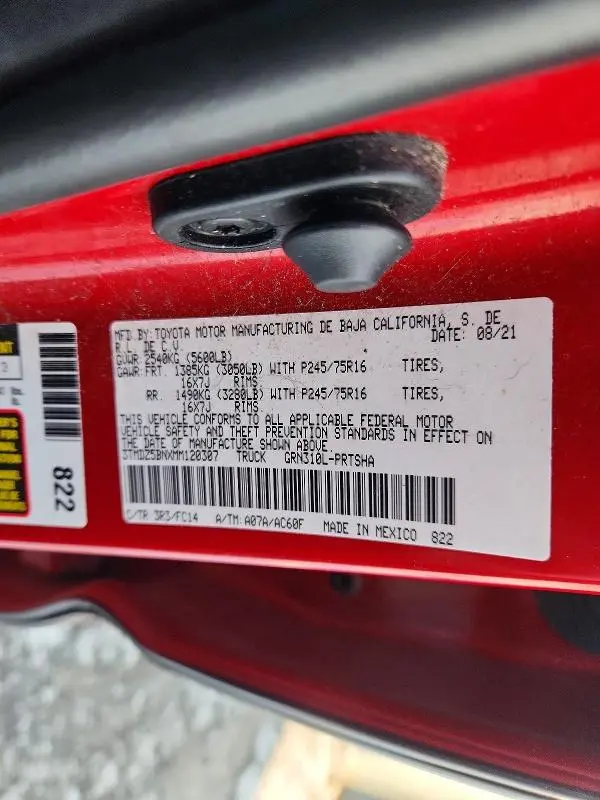 MFD BY: TOYOTA MOTOR MANUFACTURING DE BAJA CALIFORNIA, S. DE
R.L. DE C.V. DATE: 08/21
GVWR 2540KG (5600LB)
GAWR: FRT. 1385KG (3050LB) WITH P245/75R16 TIRES,
16X7J RIMS
RR. 1490KG (3280LB) WITH P245/75R16 TIRES,
16X7J RIMS
THIS VEHICLE CONFORMS TO ALL APPLICABLE FEDERAL MOTOR
VEHICLE SAFETY AND THEFT PREVENTION STANDARDS IN EFFECT ON
THE DATE OF MANUFACTURE SHOWN ABOVE.
3TMDZ5BNXMM120307 TRUCK GRN310L-PRTSHA
C/TR 3R3/FC14 A/TM: A07A/AC60F MADE IN MEXICO 822
822